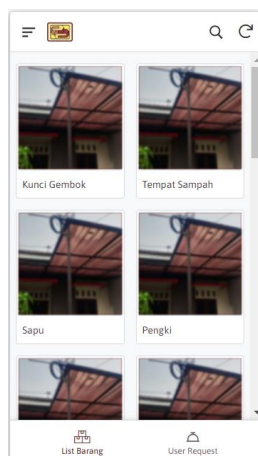 Kunci Gembok
Tempat Sampah
Sapu
Pengki
List Barang
User Request